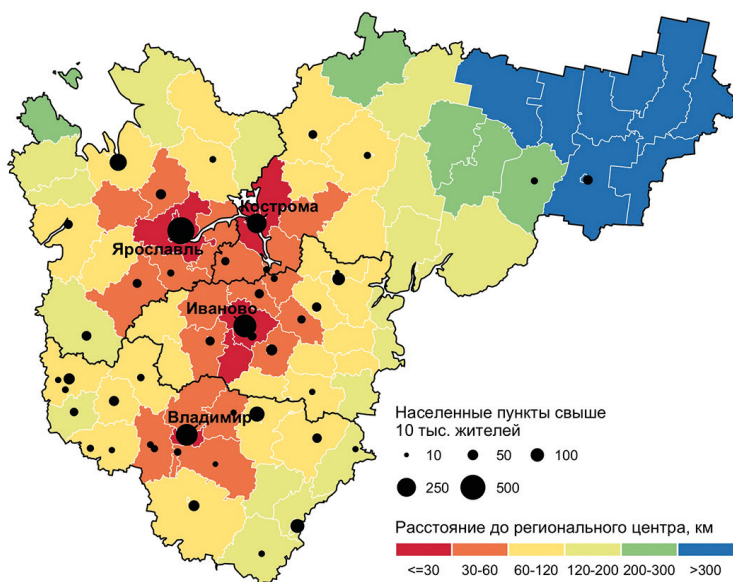 Кострома
Ярославль
Иваново
Владимир
Населенные пункты свыше
10 тыс. жителей
10 50 100
250 500
Расстояние до регионального центра, км
<=30 30-60 60-120 120-200 200-300 >300